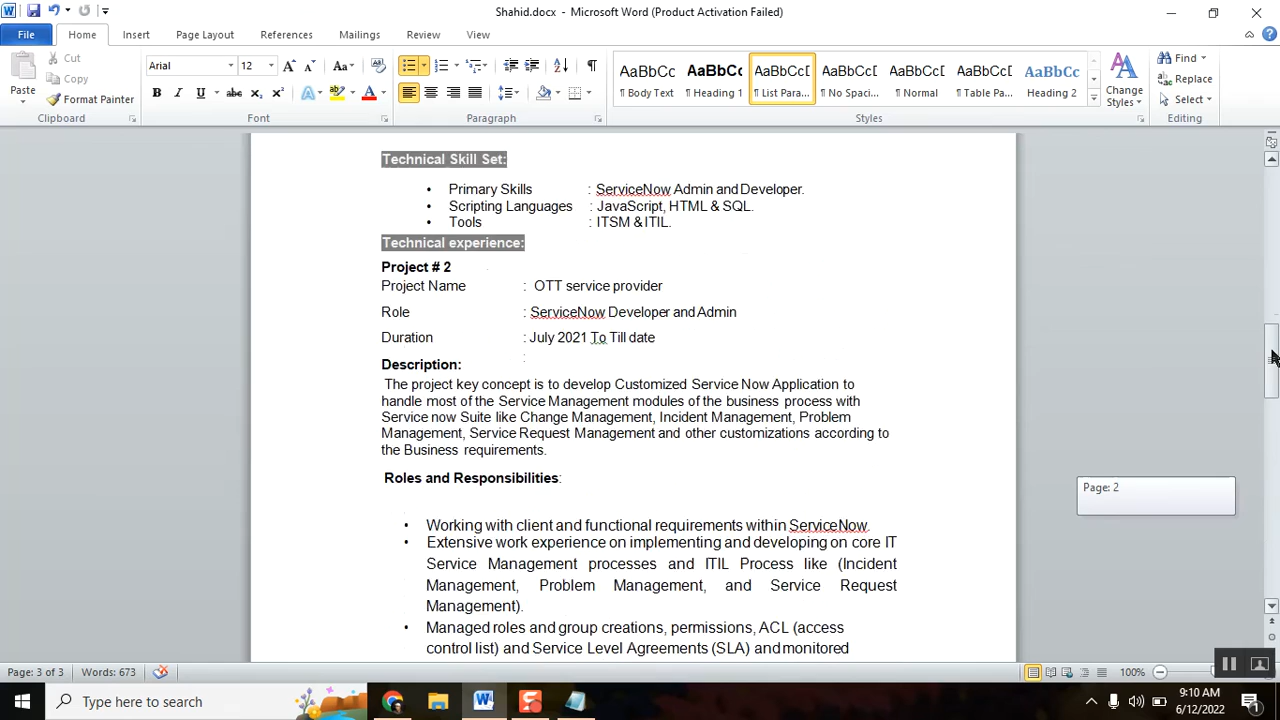 Shahid.docx - Microsoft Word (Product Activation Failed)
File Home Insert Page Layout References Mailings Review View
Paste
Cut
Copy
Format Painter
Clipboard
Arial 12
Font
Paragraph
AaBbCc AaBbCc AaBbCcD AaBbCcD AaBbCcD AaBbCcD AaBbCc
¶ Body Text ¶ Heading 1 ¶ List Para... ¶ No Spaci... ¶ Normal ¶ Table Pa... Heading 2
Styles
Change Styles
Find
Replace
Select
Editing
Technical Skill Set:
• Primary Skills : ServiceNow Admin and Developer.
• Scripting Languages : JavaScript, HTML & SQL.
• Tools : ITSM & ITIL.
Technical experience:
Project # 2
Project Name : OTT service provider
Role : ServiceNow Developer and Admin
Duration : July 2021 To Till date
:
Description:
The project key concept is to develop Customized Service Now Application to
handle most of the Service Management modules of the business process with
Service now Suite like Change Management, Incident Management, Problem
Management, Service Request Management and other customizations according to
the Business requirements.
Roles and Responsibilities:
• Working with client and functional requirements within ServiceNow.
• Extensive work experience on implementing and developing on core IT
Service Management processes and ITIL Process like (Incident
Management, Problem Management, and Service Request
Management).
• Managed roles and group creations, permissions, ACL (access
control list) and Service Level Agreements (SLA) and monitored
Page: 2
Page: 3 of 3 Words: 673 100%
Type here to search
9:10 AM
6/12/2022